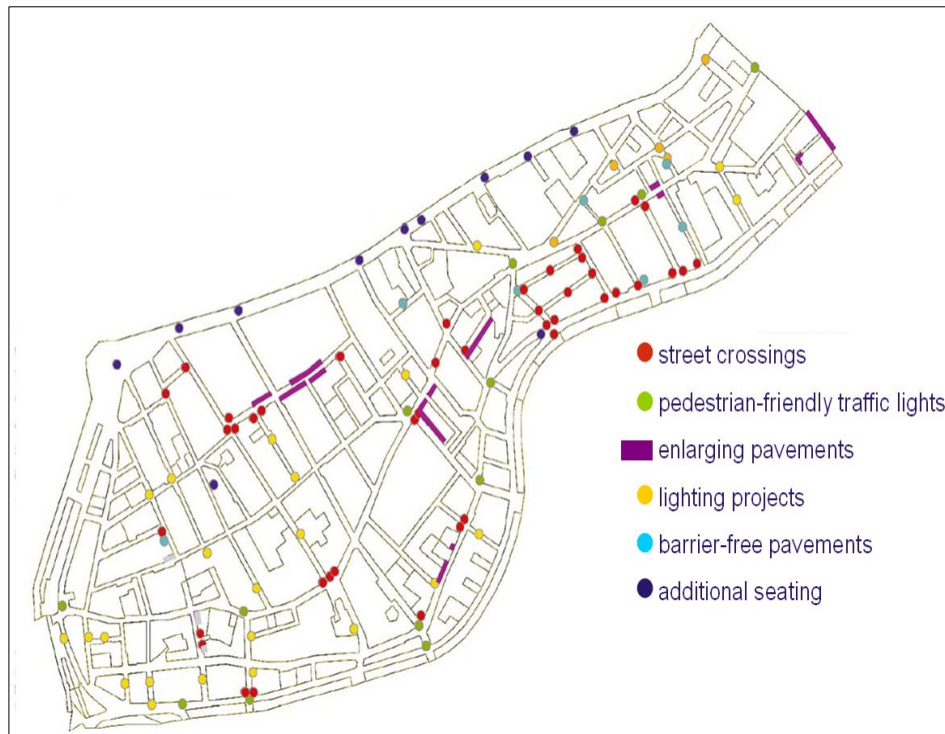 street crossings
pedestrian-friendly traffic lights
enlarging pavements
lighting projects
barrier-free pavements
additional seating